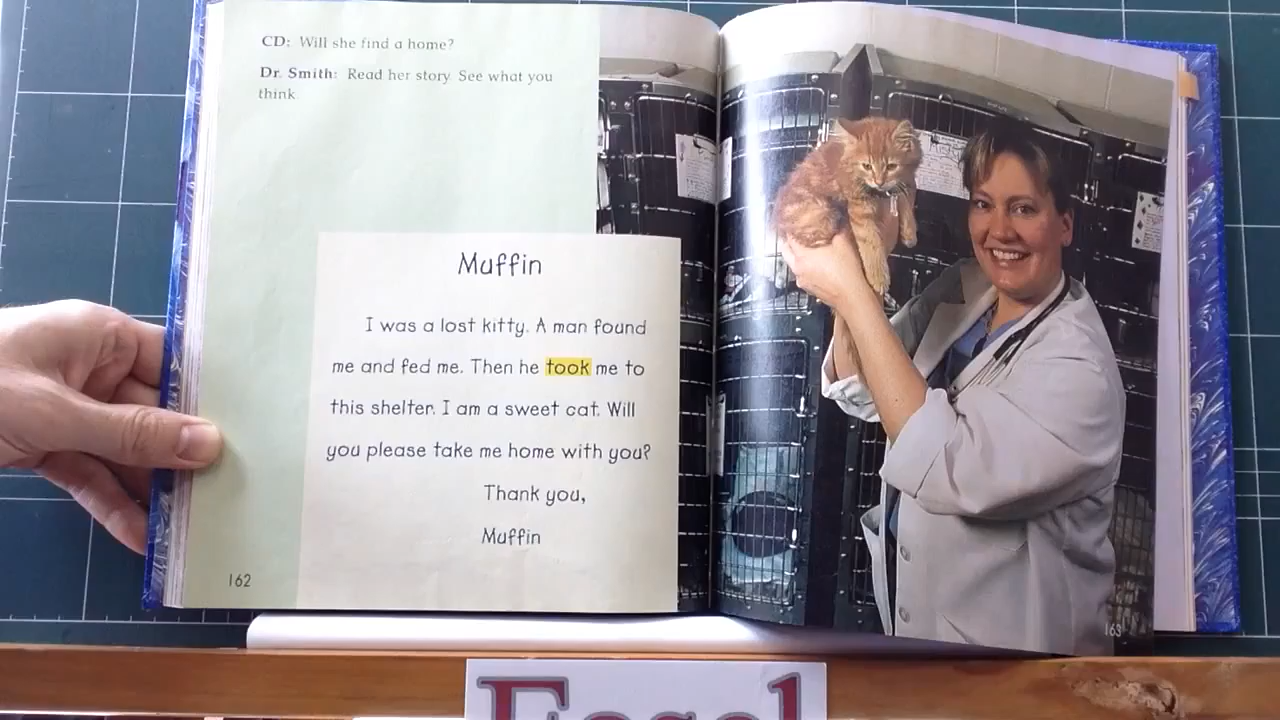 CD: Will she find a home?
Dr. Smith: Read her story. See what you
think.
Muffin
I was a lost kitty. A man found
me and fed me. Then he took me to
this shelter. I am a sweet cat. Will
you please take me home with you?
Thank you,
Muffin
162
163